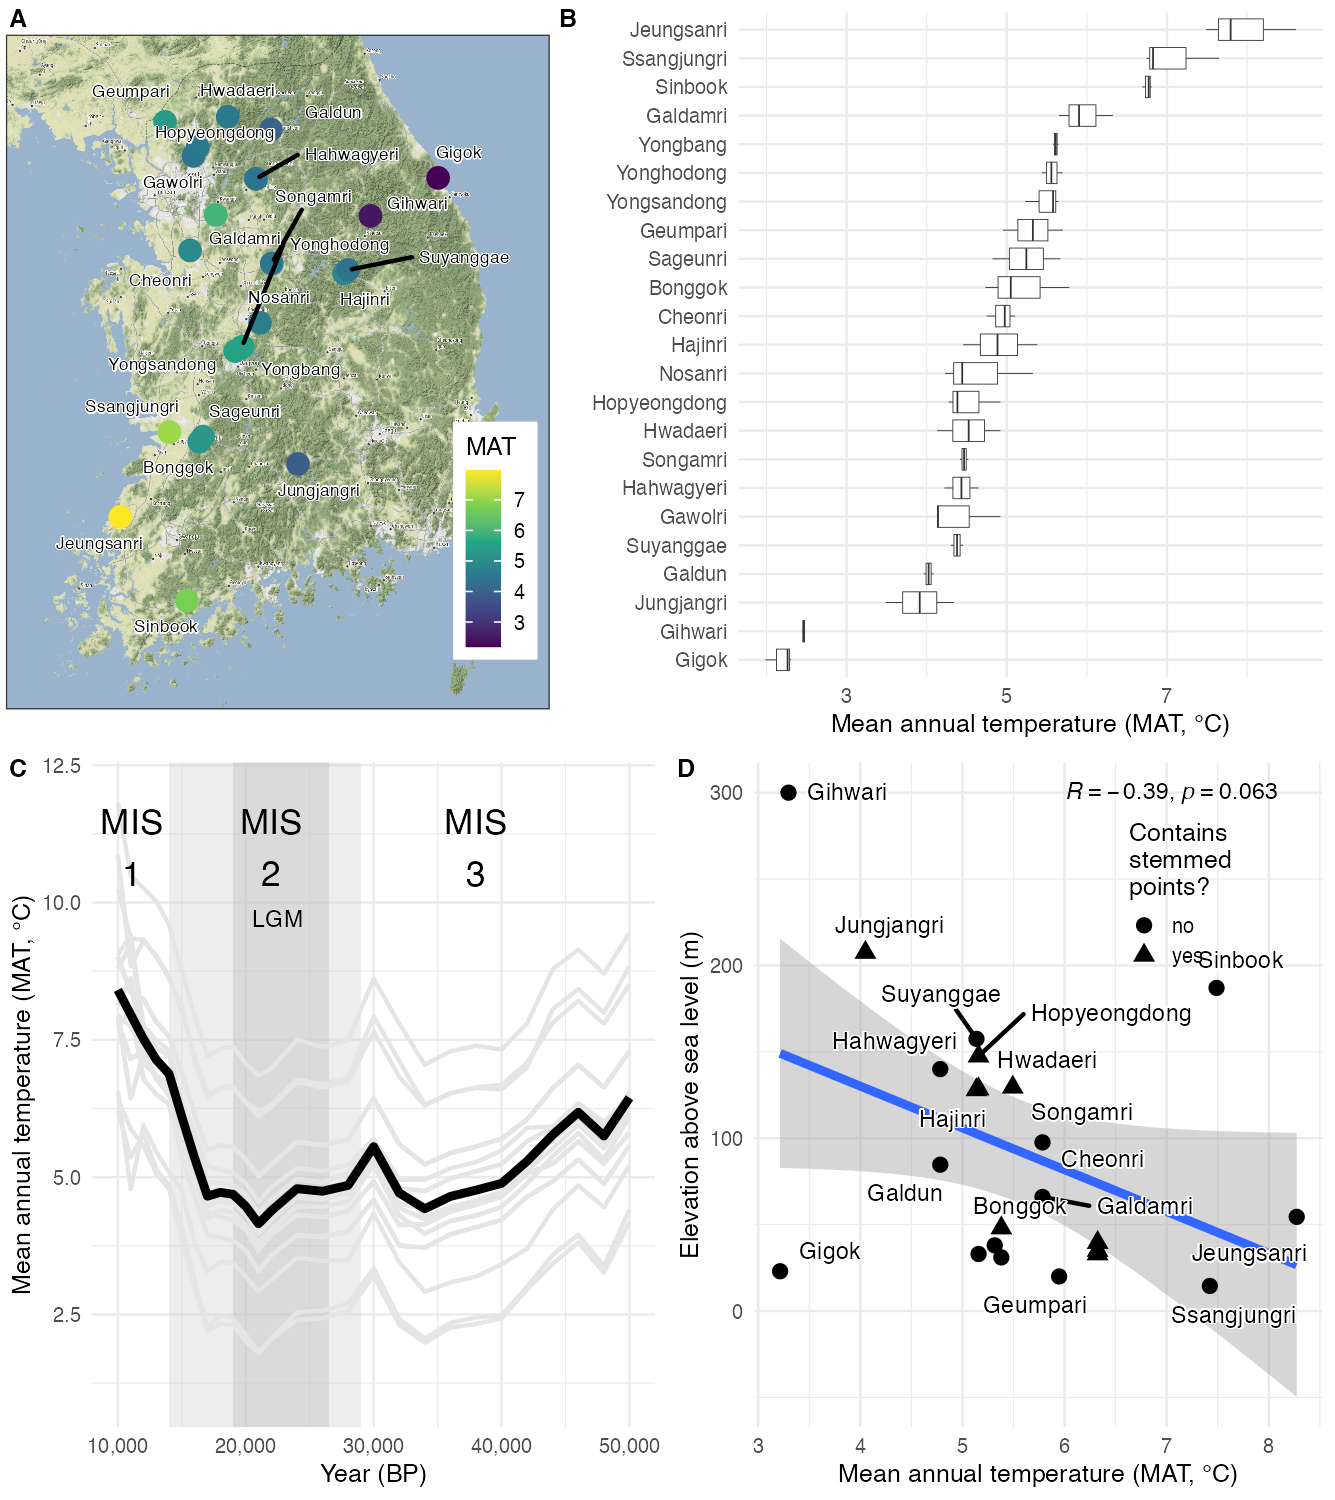 A
Geumpari
Hwadaeri
Galdun
Hopyeongdong
Hahwagyeri
Gigok
Gawolri
Songamri
Gihwari
Galdamri
Yonghodong
Suyanggae
Cheonri
Nosanri
Hajinri
Yongsandong
Yongbang
Ssangjungri
Sageunri
Bonggok
Jungjangri
Jeungsanri
Sinbook
MAT
7
6
5
4
3
B
Jeungsanri
Ssangjungri
Sinbook
Galdamri
Yongbang
Yonghodong
Yongsandong
Geumpari
Sageunri
Bonggok
Cheonri
Hajinri
Nosanri
Hopyeongdong
Hwadaeri
Songamri
Hahwagyeri
Gawolri
Suyanggae
Galdun
Jungjangri
Gihwari
Gigok
3 5 7
Mean annual temperature (MAT, °C)
C
Mean annual temperature (MAT, °C)
12.5
10.0
7.5
5.0
2.5
MIS 1
MIS 2
MIS 3
LGM
10,000 20,000 30,000 40,000 50,000
Year (BP)
D
Elevation above sea level (m)
300
200
100
0
Gihwari
R = −0.39, p = 0.063
Contains
stemmed
points?
no
yes
Jungjangri
Sinbook
Suyanggae
Hopyeongdong
Hahwagyeri
Hwadaeri
Hajinri
Songamri
Cheonri
Galdun
Bonggok
Galdamri
Gigok
Jeungsanri
Geumpari
Ssangjungri
3 4 5 6 7 8
Mean annual temperature (MAT, °C)